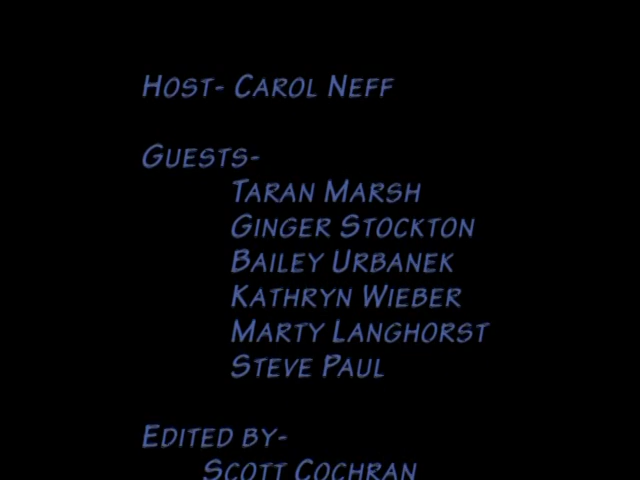 Host- Carol Neff
Guests-
Taran Marsh
Ginger Stockton
Bailey Urbanek
Kathryn Wieber
Marty Langhorst
Steve Paul
Edited by-
Scott Cochran